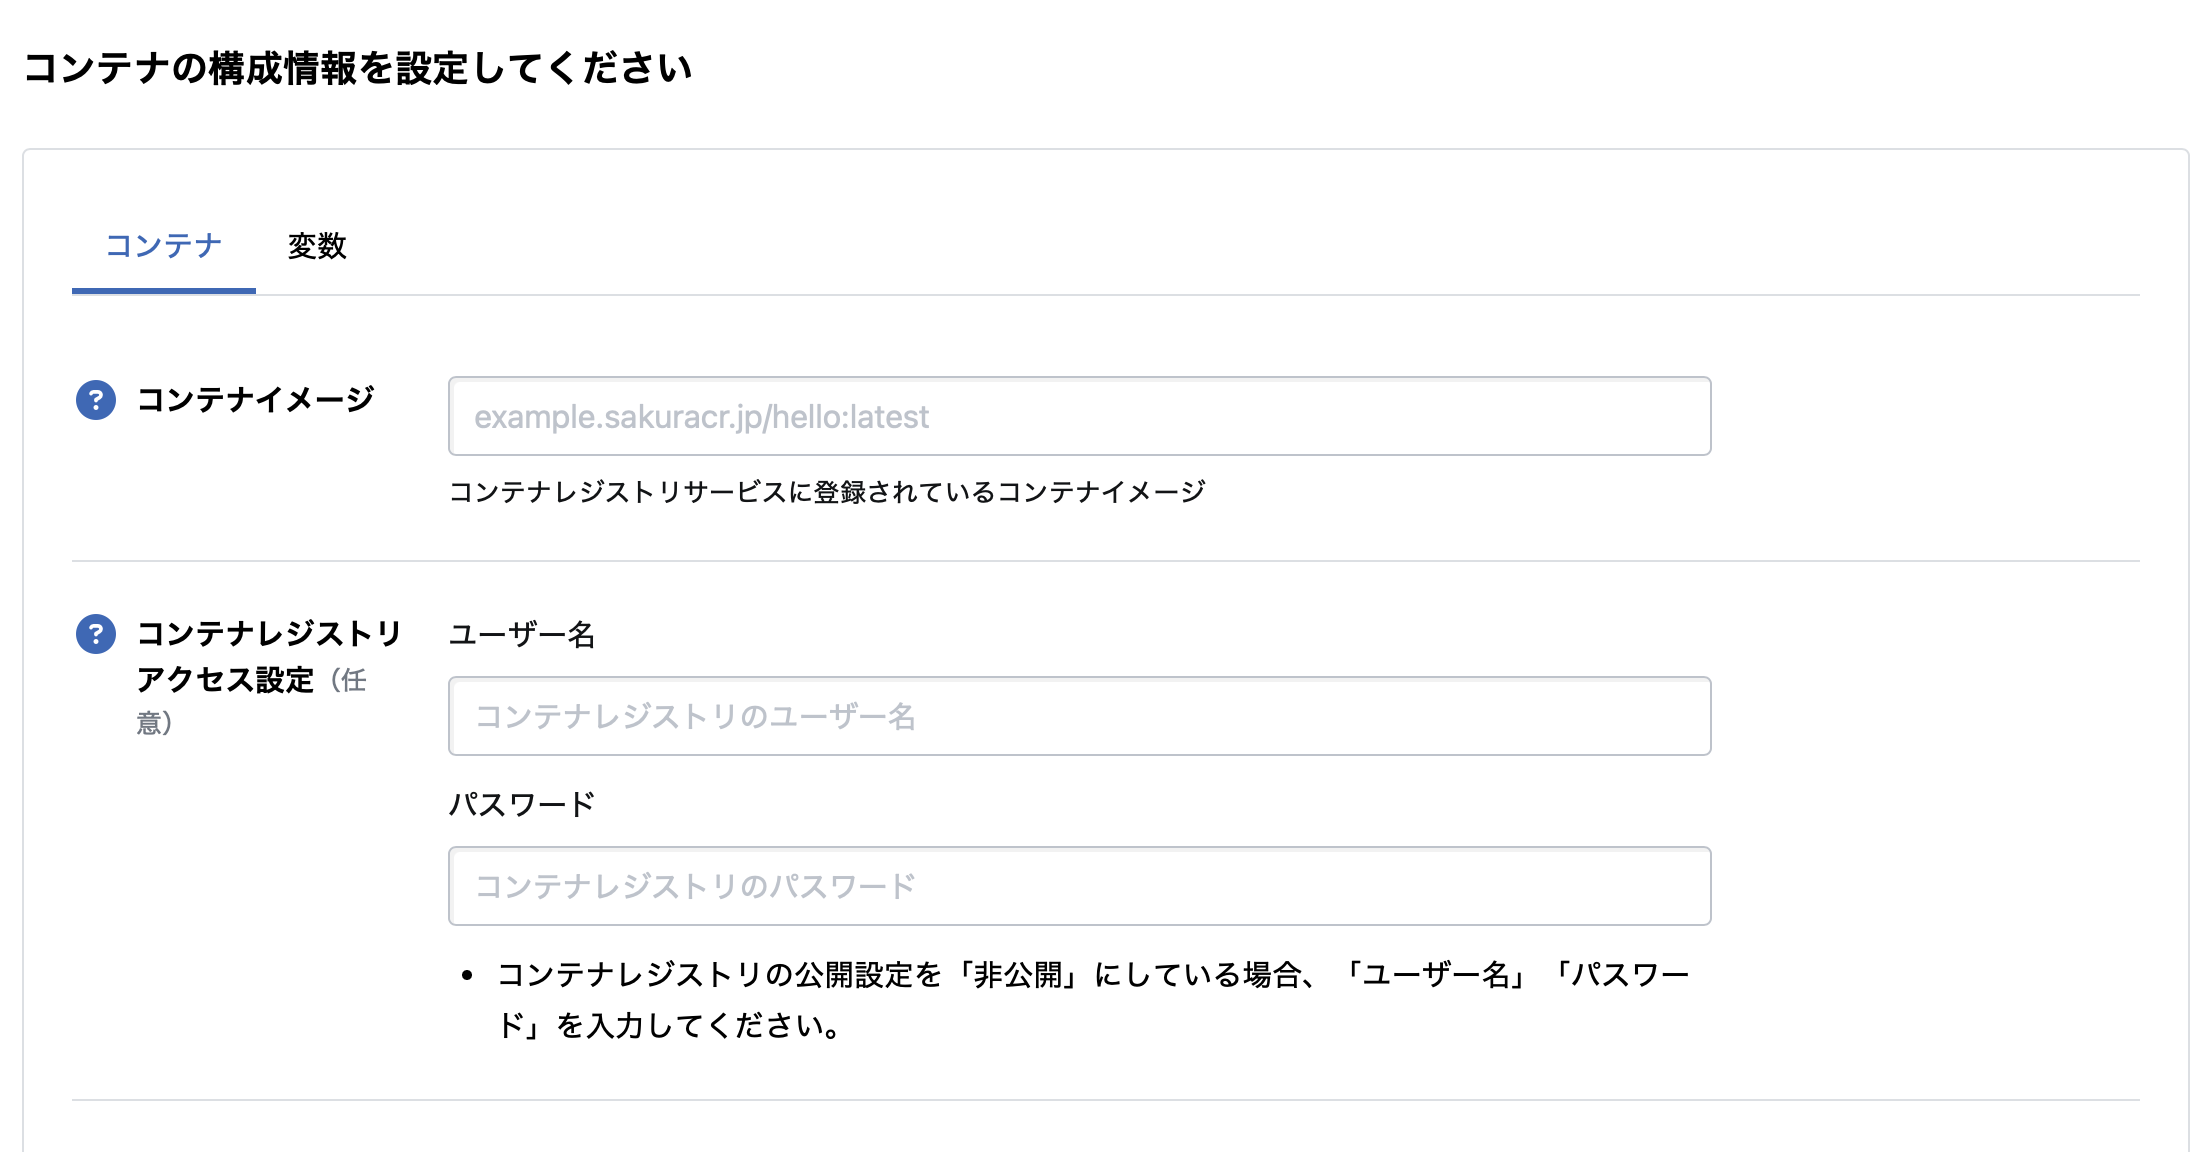 コンテナの構成情報を設定してください
コンテナ 変数
? コンテナイメージ
example.sakuracr.jp/hello:latest
コンテナレジストリサービスに登録されているコンテナイメージ
? コンテナレジストリ
アクセス設定（任
意）
ユーザー名
コンテナレジストリのユーザー名
パスワード
コンテナレジストリのパスワード
• コンテナレジストリの公開設定を「非公開」にしている場合、「ユーザー名」「パスワー
ド」を入力してください。